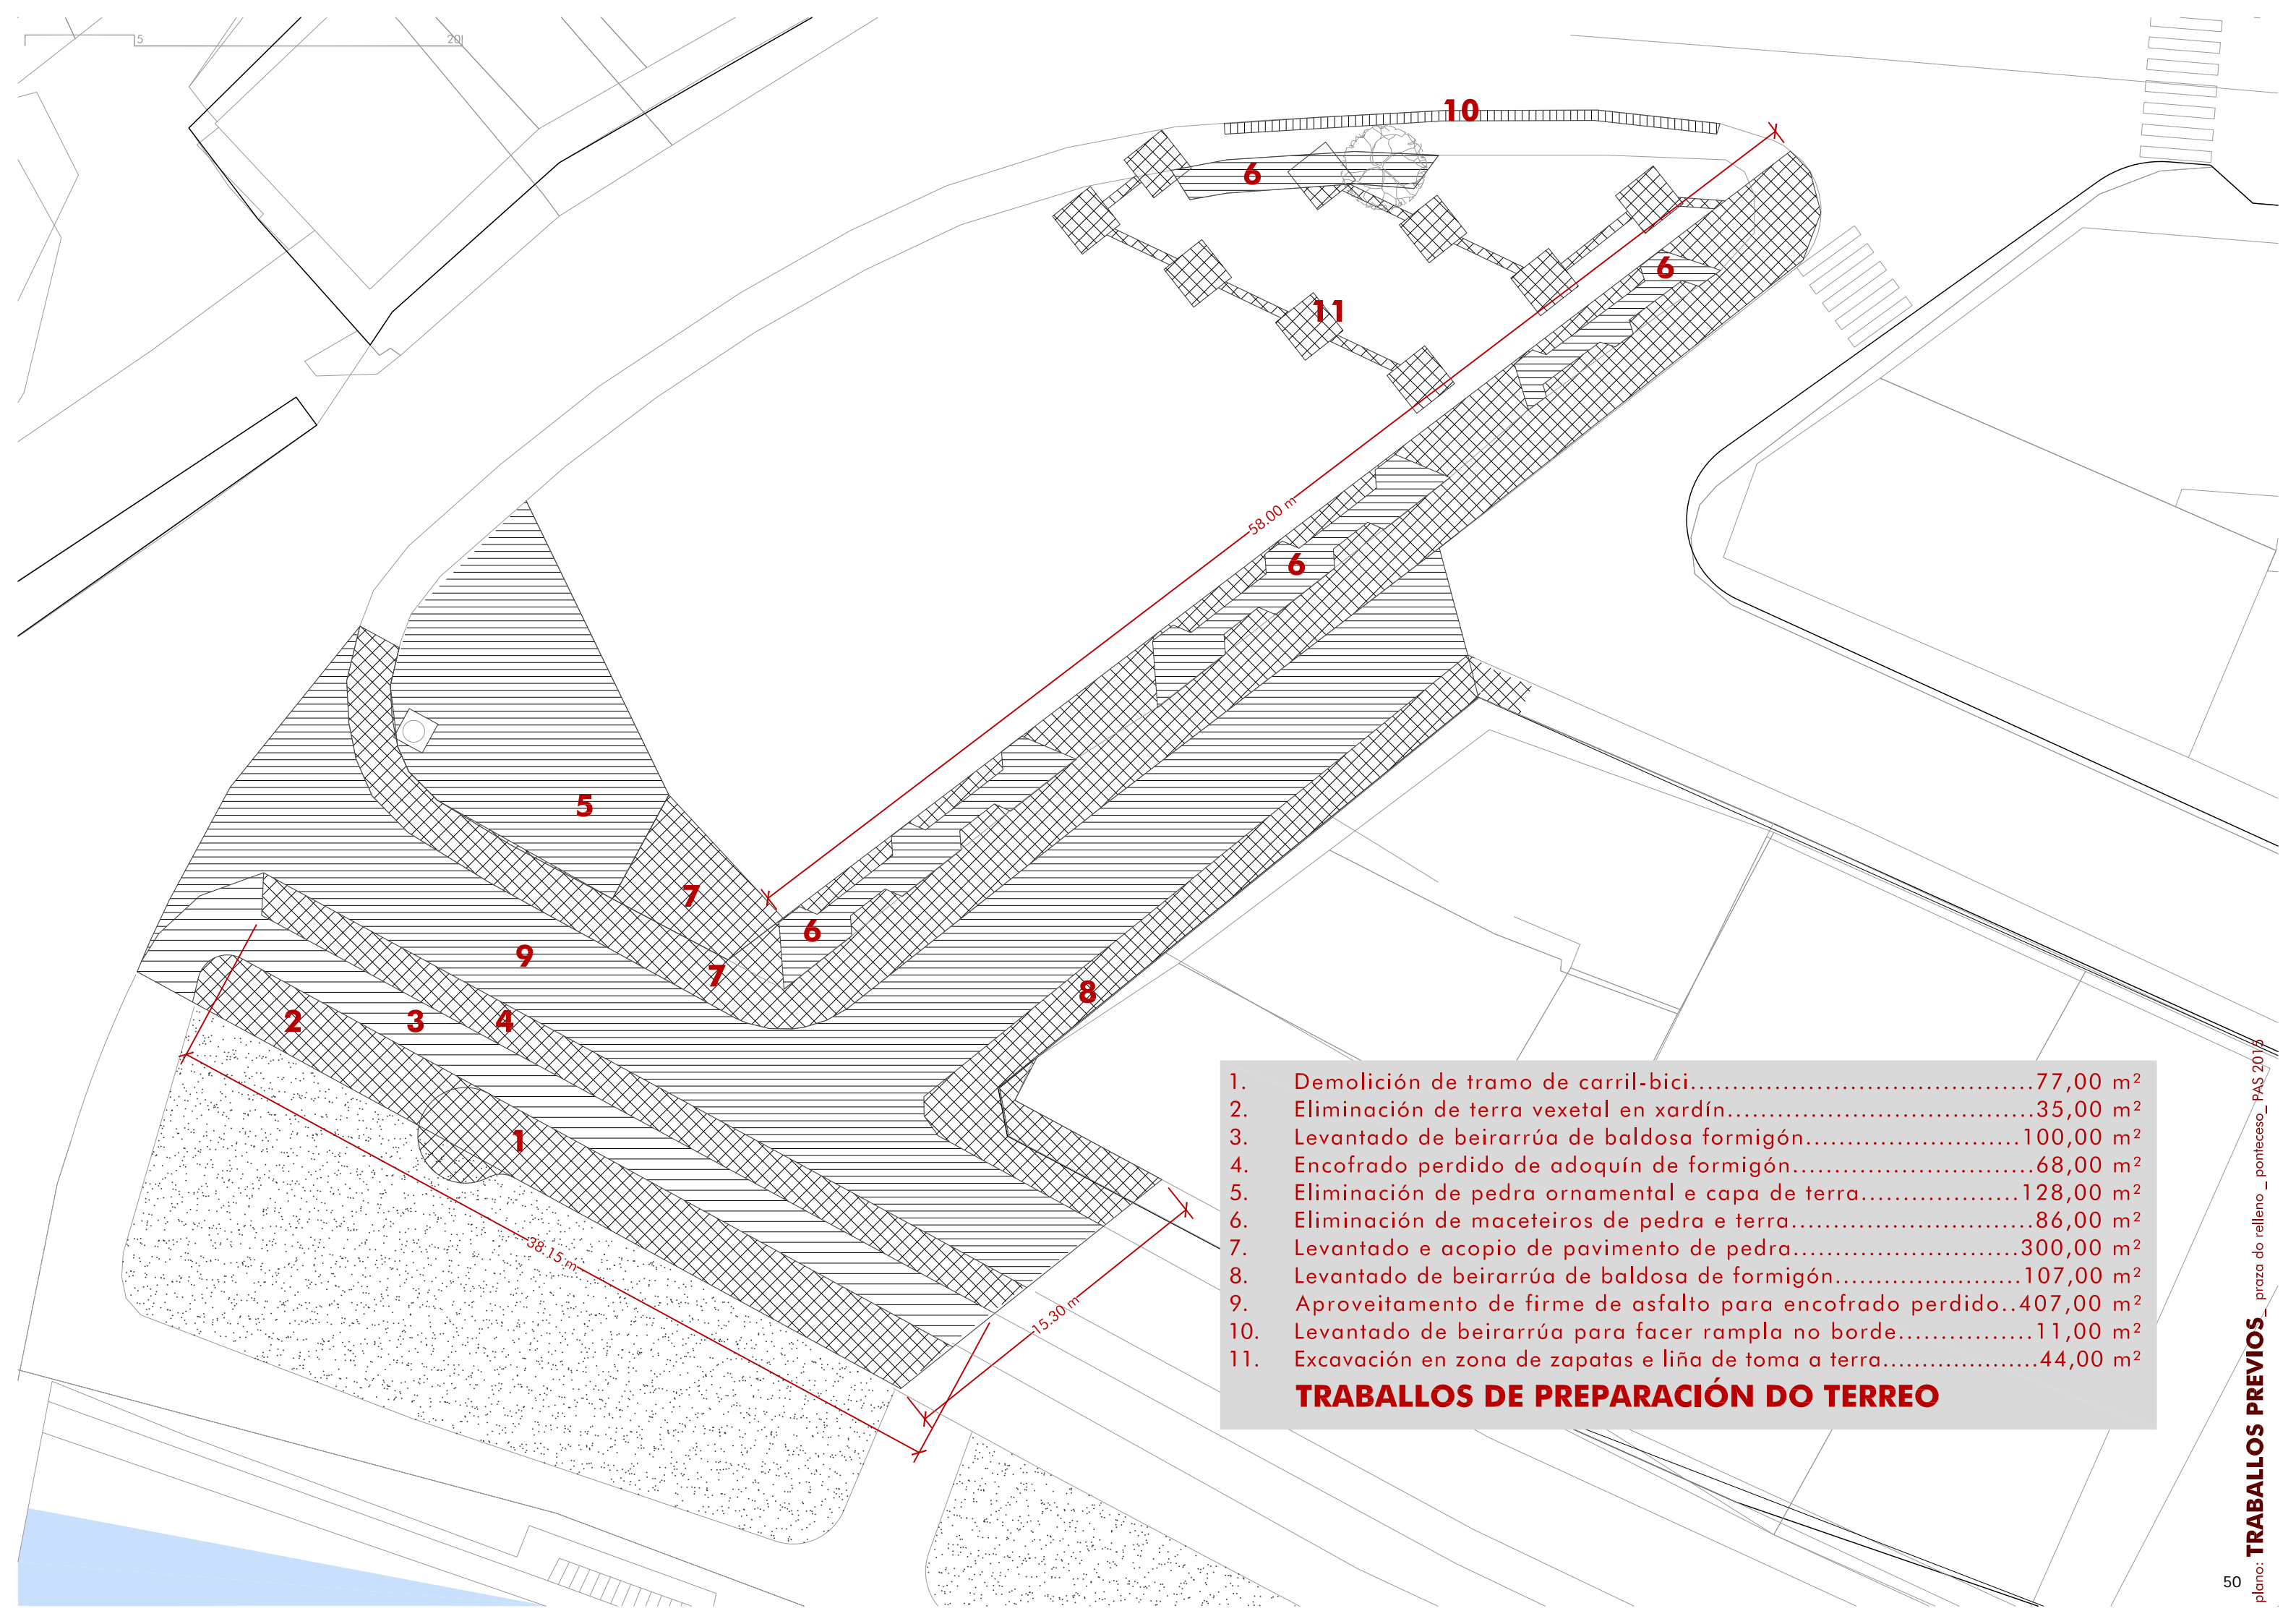 5
20
10
6
6
11
58.00 m
6
5
7
6
9
7
8
2
3
4
1
38.15 m
15.30 m
1. Demolición de tramo de carril-bici.........................................77,00 m²
2. Eliminación de terra vexetal en xardín.....................................35,00 m²
3. Levantado de beirarrúa de baldosa formigón..........................100,00 m²
4. Encofrado perdido de adoquín de formigón.............................68,00 m²
5. Eliminación de pedra ornamental e capa de terra...................128,00 m²
6. Eliminación de maceteiros de pedra e terra.............................86,00 m²
7. Levantado e acopio de pavimento de pedra...........................300,00 m²
8. Levantado de beirarrúa de baldosa de formigón......................107,00 m²
9. Aproveitamento de firme de asfalto para encofrado perdido..407,00 m²
10. Levantado de beirarrúa para facer rampla no borde................11,00 m²
11. Excavación en zona de zapatas e liña de toma a terra....................44,00 m²
TRABALLOS DE PREPARACIÓN DO TERREO
plano: TRABALLOS PREVIOS_ praza do relleno _ ponteceso_ PAS 2015
50